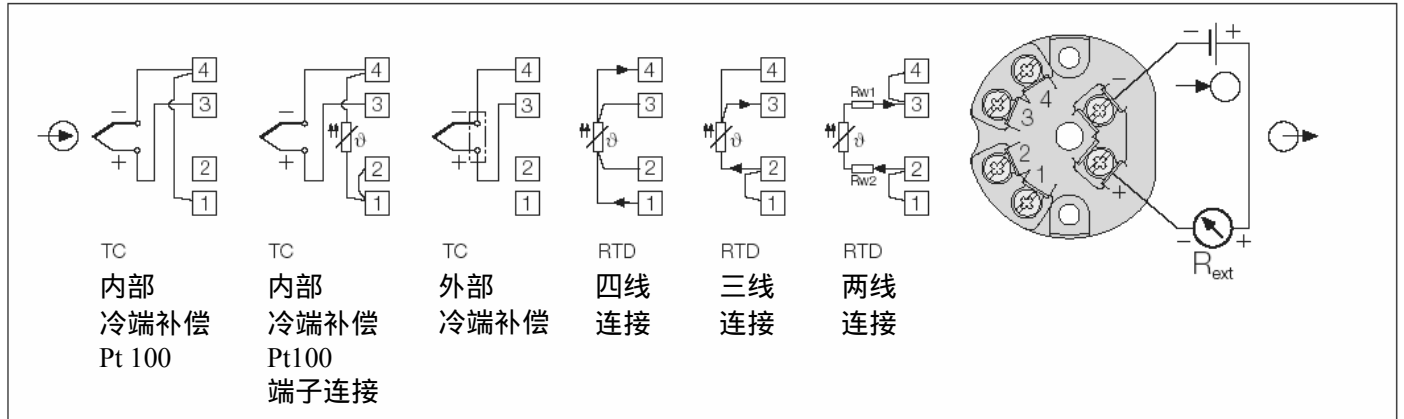 4 4 4 4 4 4
3 3 3 3 3 3
2 2 2 2 2 2
1 1 1 1 1 1
− + − + − +
ϑ ϑ ϑ ϑ
Rw1
Rw2
4
3
2
1
−
+
− +
− +
Rext
TC
内部
冷端补偿
Pt 100
TC
内部
冷端补偿
Pt100
端子连接
TC
外部
冷端补偿
RTD
四线
连接
RTD
三线
连接
RTD
两线
连接